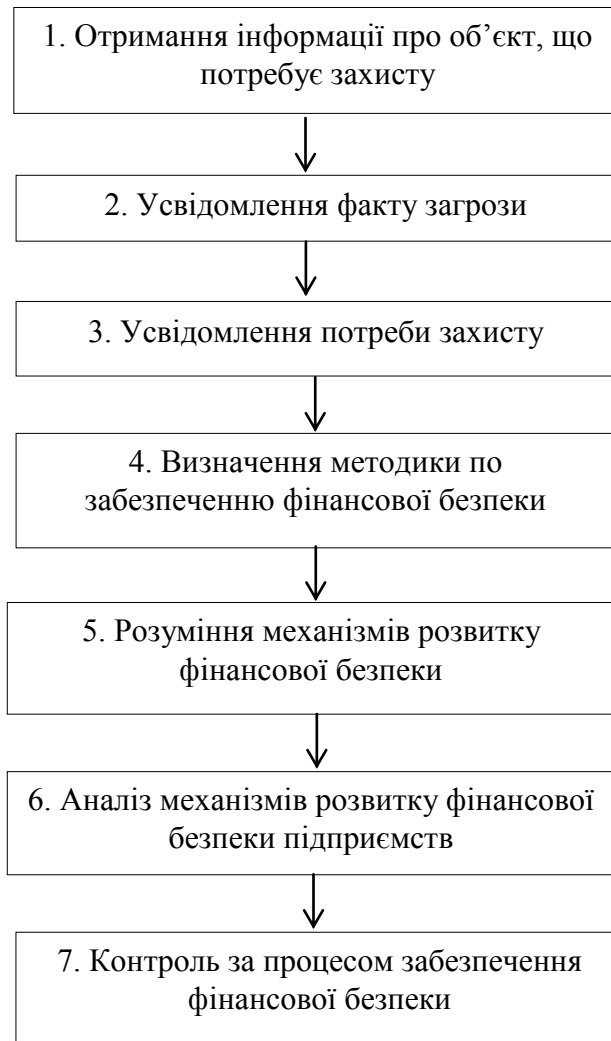 1. Отримання інформації про об’єкт, що
потребує захисту
2. Усвідомлення факту загрози
3. Усвідомлення потреби захисту
4. Визначення методики по
забезпеченню фінансової безпеки
5. Розуміння механізмів розвитку
фінансової безпеки
6. Аналіз механізмів розвитку фінансової
безпеки підприємств
7. Контроль за процесом забезпечення
фінансової безпеки